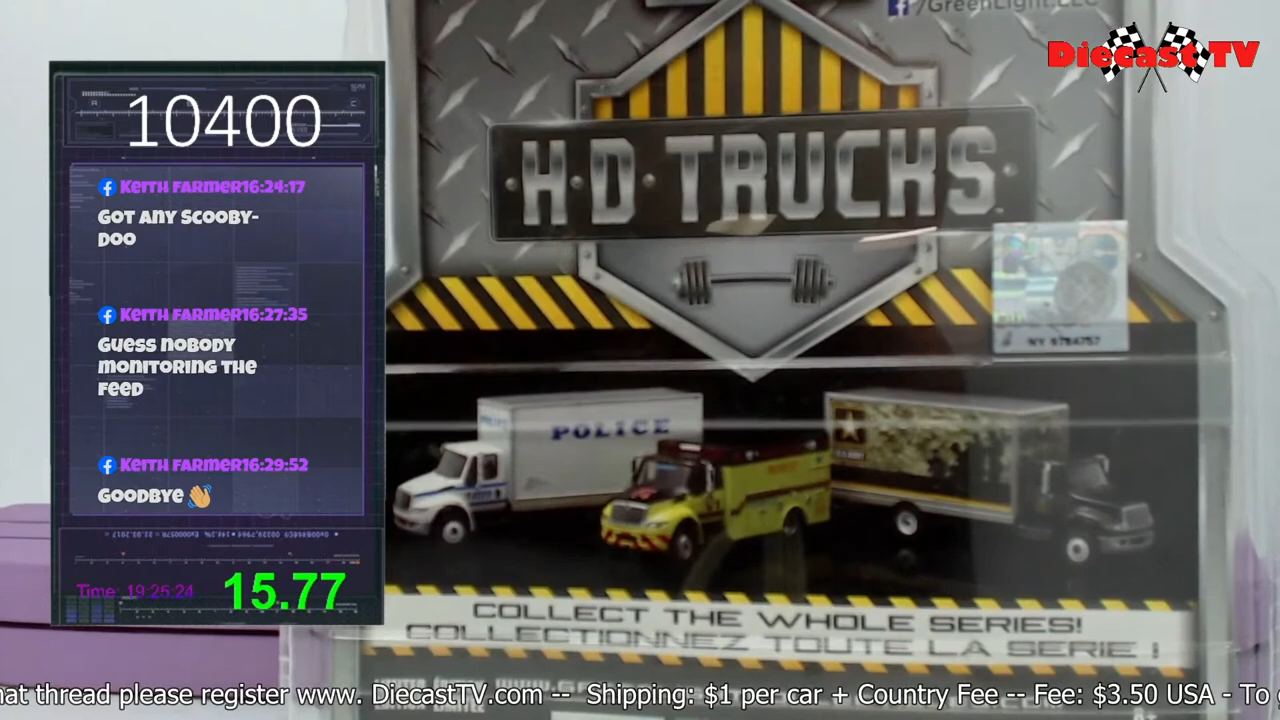 f/GreenLight.LLC
Diecast TV
10400
Keith Farmer16:24:17
Got any Scooby-
Doo
H·D TRUCKS
Keith Farmer16:27:35
Guess nobody
monitoring the
feed
NY 6784757
POLICE
Keith Farmer16:29:52
Goodbye 👋
Time: 19:25:24
15.77
COLLECT THE WHOLE SERIES!
COLLECTIONNEZ TOUTE LA SERIE !
hat thread please register www. DiecastTV.com -- Shipping: $1 per car + Country Fee -- Fee: $3.50 USA - To